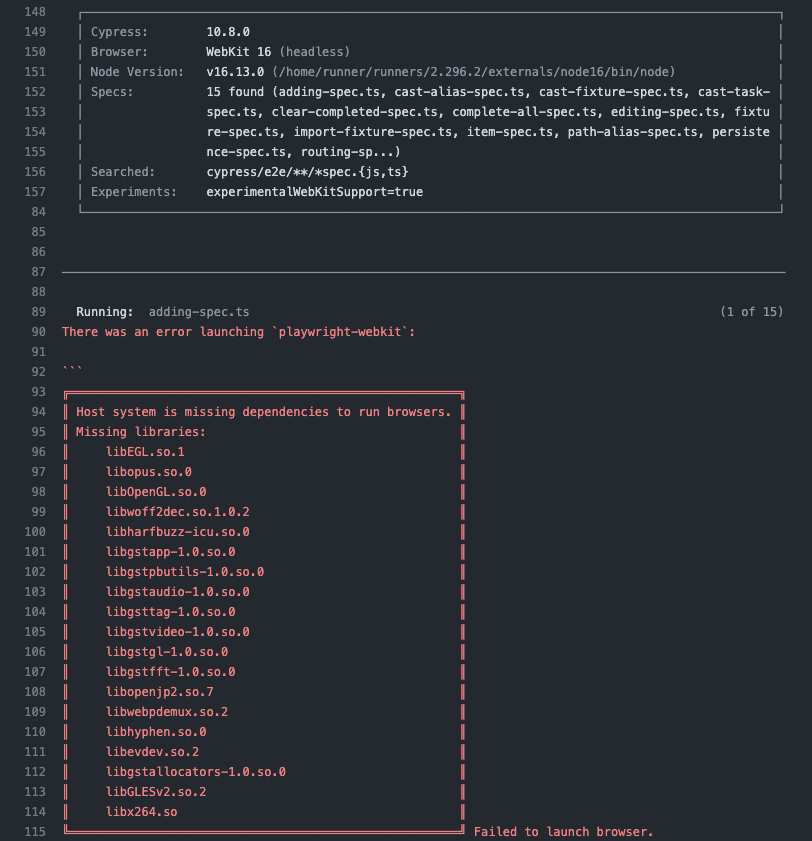 148
149 Cypress: 10.8.0
150 Browser: WebKit 16 (headless)
151 Node Version: v16.13.0 (/home/runner/runners/2.296.2/externals/node16/bin/node)
152 Specs: 15 found (adding-spec.ts, cast-alias-spec.ts, cast-fixture-spec.ts, cast-task-
153 spec.ts, clear-completed-spec.ts, complete-all-spec.ts, editing-spec.ts, fixtu
154 re-spec.ts, import-fixture-spec.ts, item-spec.ts, path-alias-spec.ts, persiste
155 nce-spec.ts, routing-sp...)
156 Searched: cypress/e2e/**/*spec.{js,ts}
157 Experiments: experimentalWebKitSupport=true
84
85
86
87
88
89 Running: adding-spec.ts (1 of 15)
90 There was an error launching `playwright-webkit`:
91
92 ```
93
94 Host system is missing dependencies to run browsers.
95 Missing libraries:
96 libEGL.so.1
97 libopus.so.0
98 libOpenGL.so.0
99 libwoff2dec.so.1.0.2
100 libharfbuzz-icu.so.0
101 libgstapp-1.0.so.0
102 libgstpbutils-1.0.so.0
103 libgstaudio-1.0.so.0
104 libgsttag-1.0.so.0
105 libgstvideo-1.0.so.0
106 libgstgl-1.0.so.0
107 libgstfft-1.0.so.0
108 libopenjp2.so.7
109 libwebpdemux.so.2
110 libhyphen.so.0
111 libevdev.so.2
112 libgstallocators-1.0.so.0
113 libGLESv2.so.2
114 libx264.so
115 Failed to launch browser.